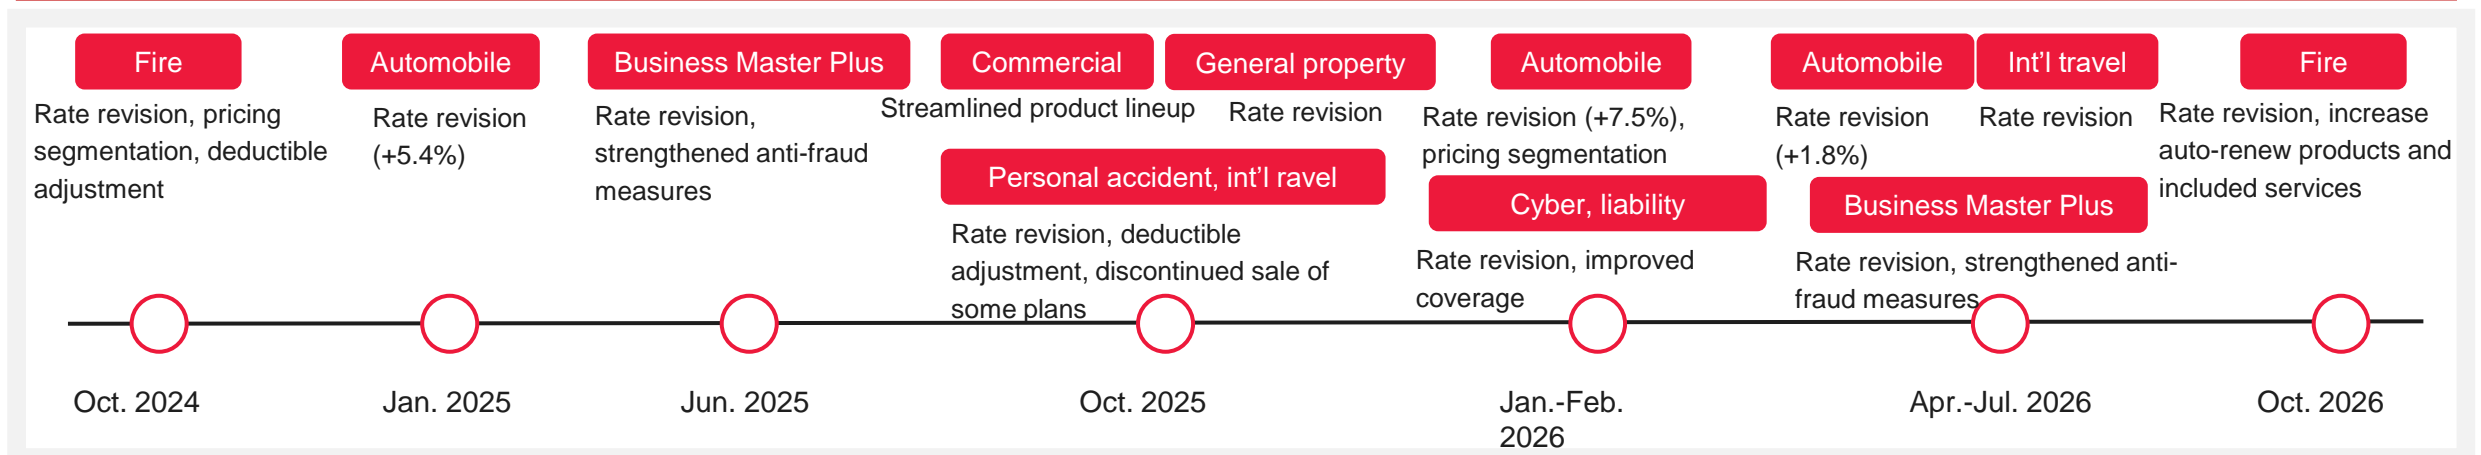 Fire
Rate revision, pricing
segmentation, deductible
adjustment
Oct. 2024
Automobile
Rate revision
(+5.4%)
Jan. 2025
Business Master Plus
Rate revision,
strengthened anti-fraud
measures
Jun. 2025
Commercial
Streamlined product lineup
General property
Rate revision
Personal accident, int'l ravel
Rate revision, deductible
adjustment, discontinued sale of
some plans
Oct. 2025
Automobile
Rate revision (+7.5%),
pricing segmentation
Cyber, liability
Rate revision, improved
coverage
Jan.-Feb.
2026
Automobile
Rate revision
(+1.8%)
Int'l travel
Rate revision
Business Master Plus
Rate revision, strengthened anti-
fraud measures
Apr.-Jul. 2026
Fire
Rate revision, increase
auto-renew products and
included services
Oct. 2026